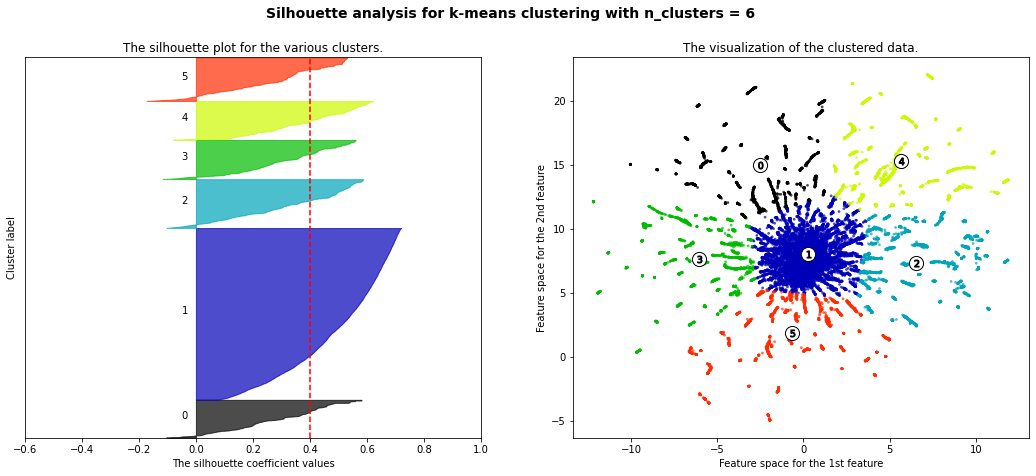 Silhouette analysis for k-means clustering with n_clusters = 6
The silhouette plot for the various clusters.
Cluster label
5
4
3
2
1
0
−0.6 −0.4 −0.2 0.0 0.2 0.4 0.6 0.8 1.0
The silhouette coefficient values
The visualization of the clustered data.
Feature space for the 2nd feature
20
15
10
5
0
−5
0
4
1
3
2
5
−10 −5 0 5 10
Feature space for the 1st feature